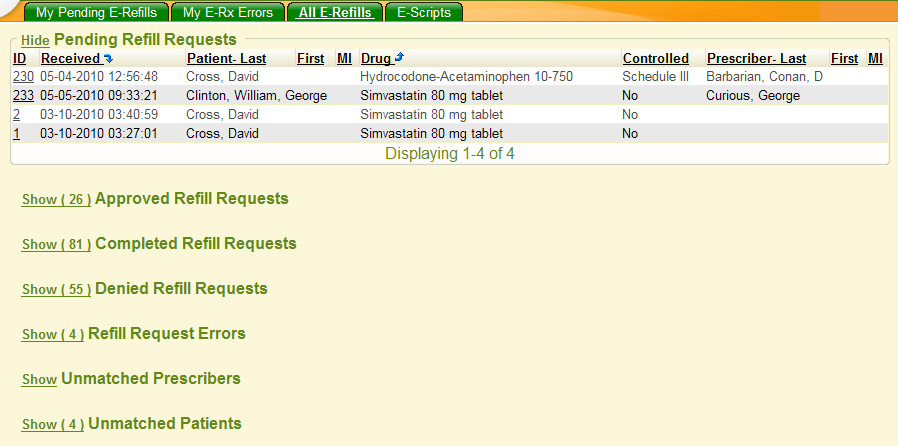 My Pending E-Refills My E-Rx Errors All E-Refills E-Scripts
Hide Pending Refill Requests
ID Received Patient- Last First MI Drug Controlled Prescriber- Last First MI
230 05-04-2010 12:56:48 Cross, David Hydrocodone-Acetaminophen 10-750 Schedule III Barbarian, Conan, D
233 05-05-2010 09:33:21 Clinton, William, George Simvastatin 80 mg tablet No Curious, George
2 03-10-2010 03:40:59 Cross, David Simvastatin 80 mg tablet No
1 03-10-2010 03:27:01 Cross, David Simvastatin 80 mg tablet No
Displaying 1-4 of 4
Show ( 26 ) Approved Refill Requests
Show ( 81 ) Completed Refill Requests
Show ( 55 ) Denied Refill Requests
Show ( 4 ) Refill Request Errors
Show Unmatched Prescribers
Show ( 4 ) Unmatched Patients